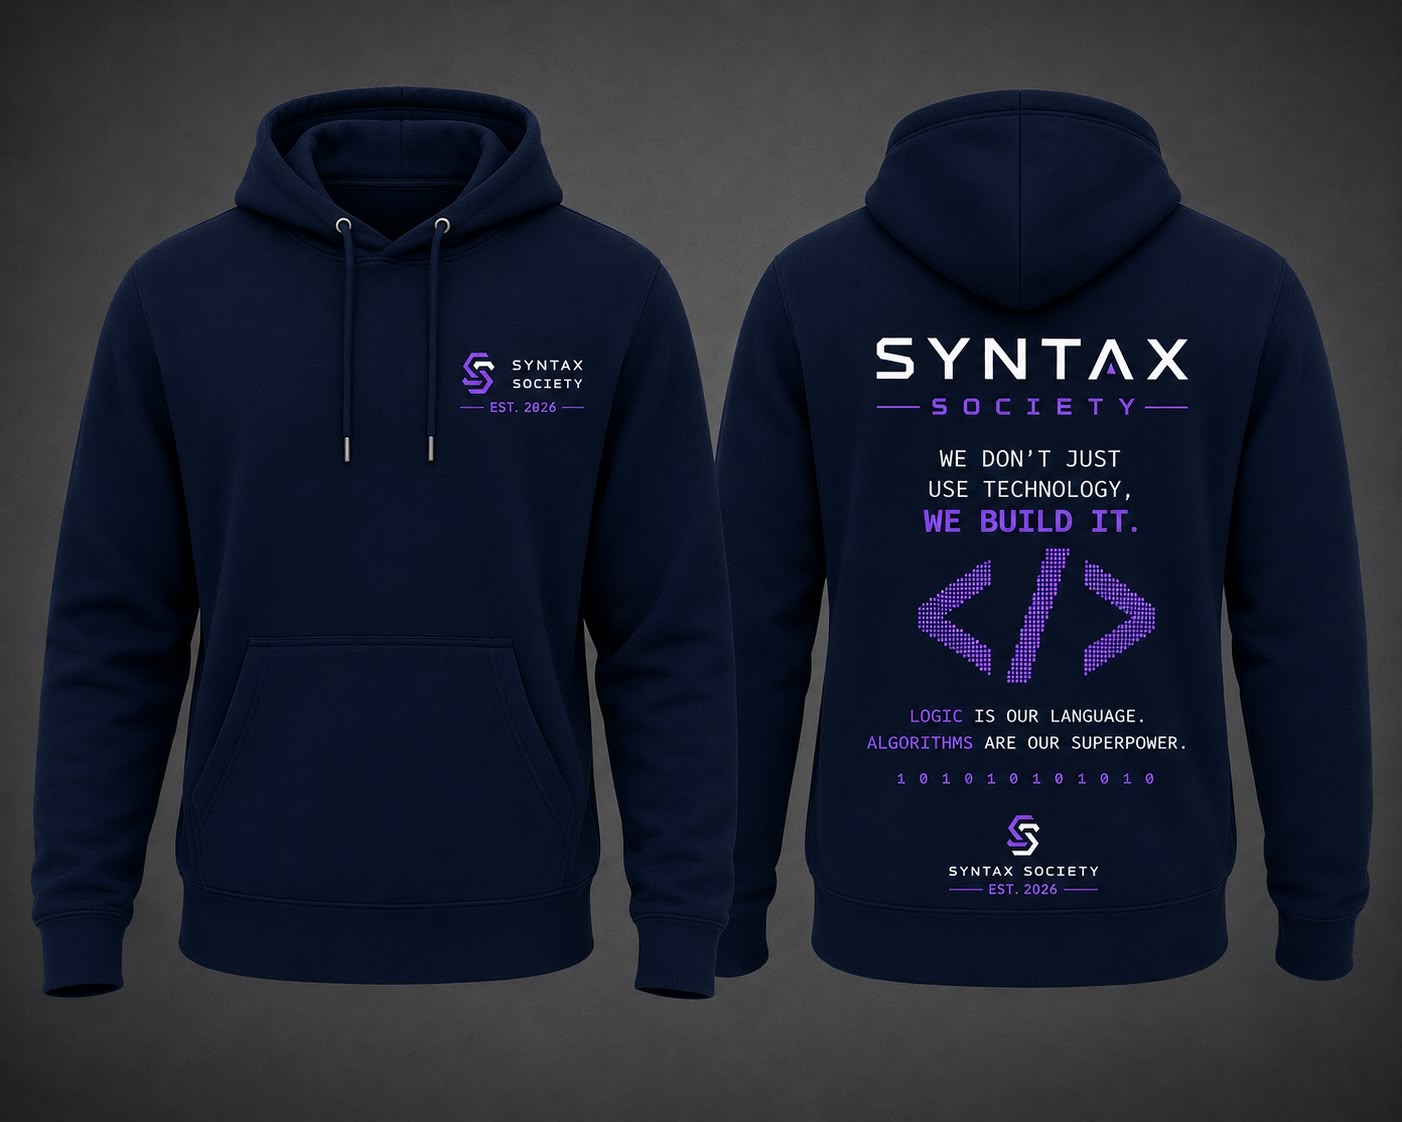 SYNTAX
SOCIETY
EST. 2026
SYNTAX
SOCIETY
WE DON'T JUST
USE TECHNOLOGY,
WE BUILD IT.
</>
LOGIC IS OUR LANGUAGE.
ALGORITHMS ARE OUR SUPERPOWER.
1 0 1 0 1 0 1 0 1 0 1 0
SYNTAX SOCIETY
EST. 2026